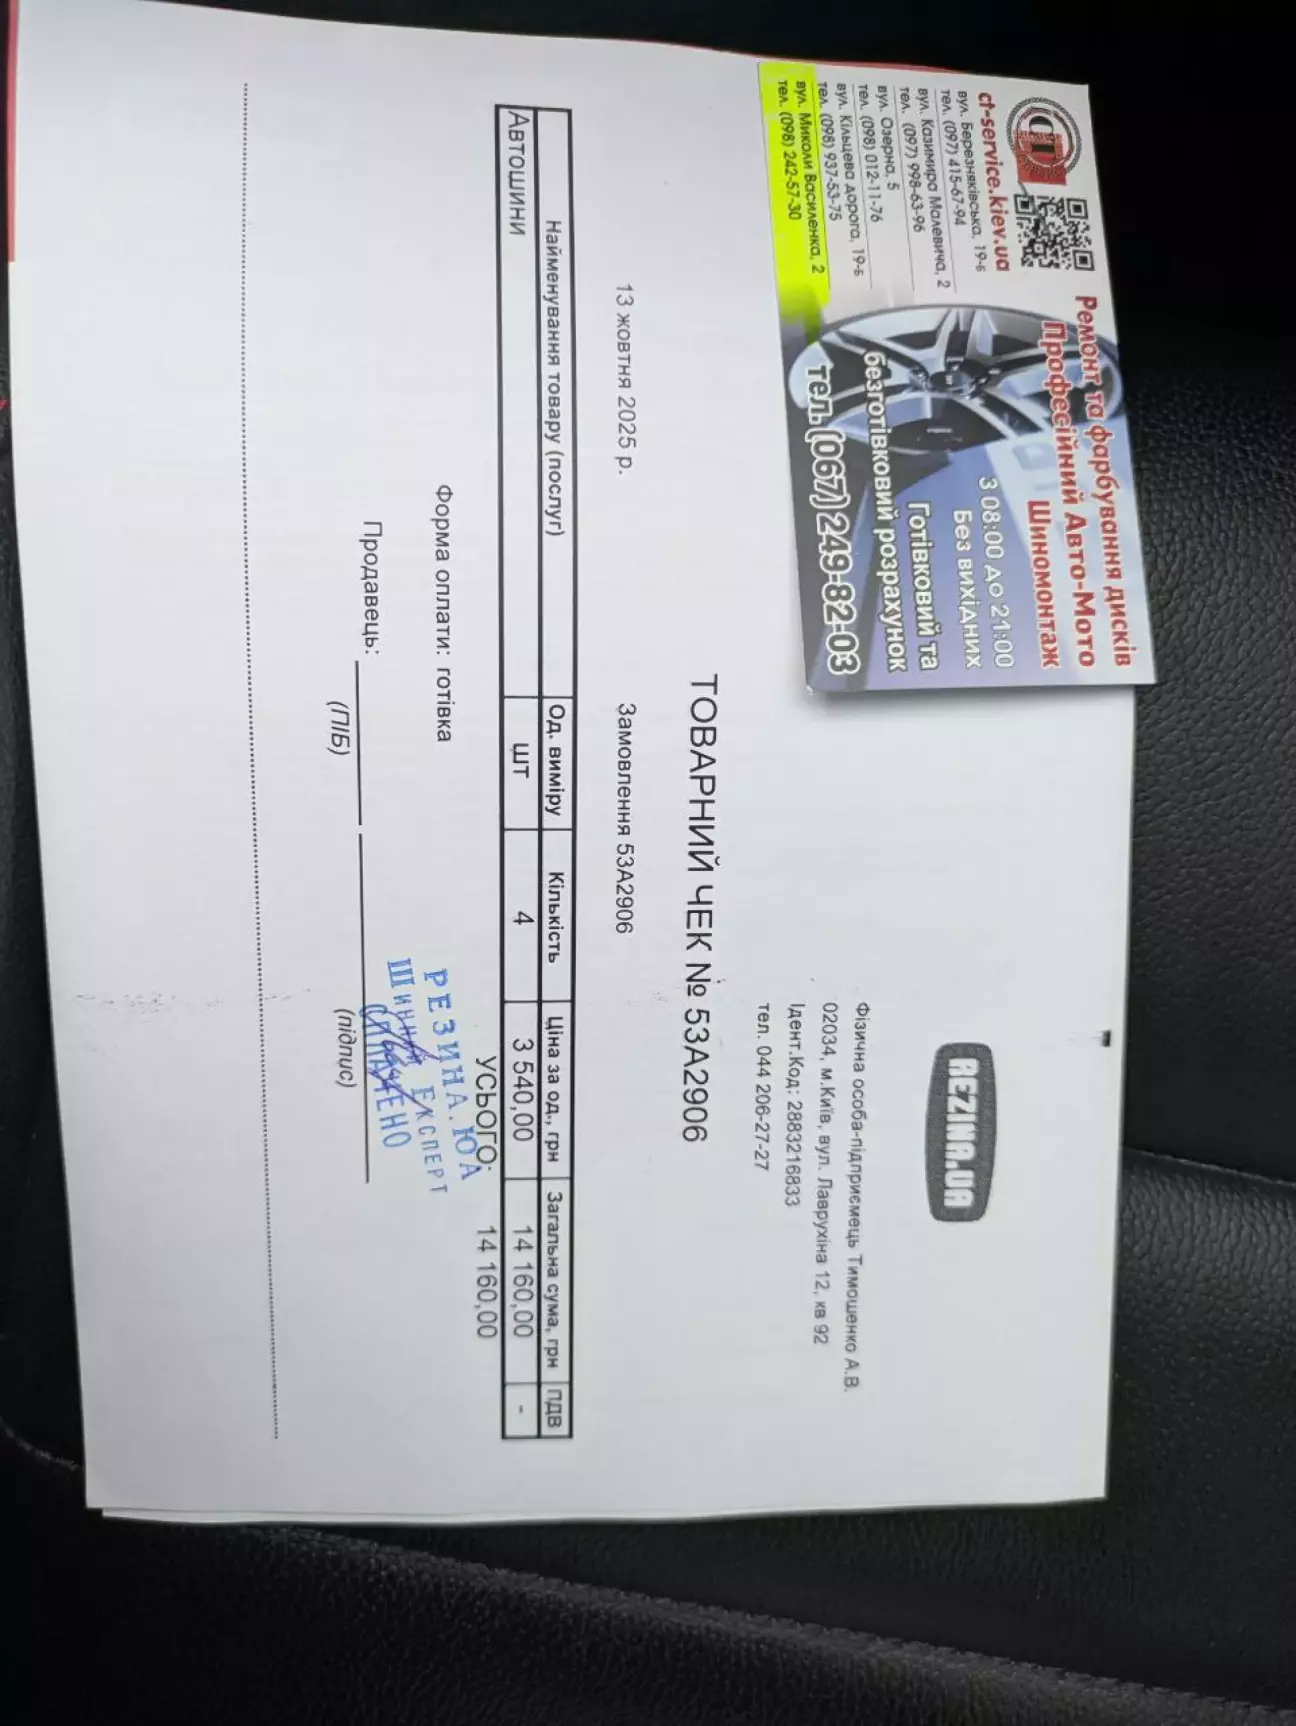 REZINA.UA
Фізична особа-підприємець Тимошенко А.В.
02034, м.Київ, вул. Лаврухіна 12, кв 92
Ідент.Код: 2883216833
тел. 044 206-27-27
ТОВАРНИЙ ЧЕК № 53A2906
13 жовтня 2025 р.
Замовлення 53A2906
Найменування товару (послуг) Од. виміру Кількість Ціна за од., грн Загальна сума, грн ПДВ
Автошини шт 4 3 540,00 14 160,00 -
УСЬОГО: 14 160,00
Форма оплати: готівка
РЕЗИНА.ЮА
Шинний Експерт
СПЛАЧЕНО
Продавець:
(ПІБ)
(підпис)
СТ
Ремонт та фарбування дисків
Професійний Авто-Мото
Шиномонтаж
ct-service.kiev.ua
вул. Березняківська, 19-б
тел. (097) 415-67-94
вул. Казимира Малевича, 2
тел. (097) 998-63-96
вул. Озерна, 5
тел. (098) 012-11-76
вул. Кільцева дорога, 19-б
тел. (098) 937-53-75
вул. Миколи Василенка, 2
тел. (098) 242-57-30
З 08:00 до 21:00
Без вихідних
Готівковий та
безготівковий розрахунок
тел. (067) 249-82-03